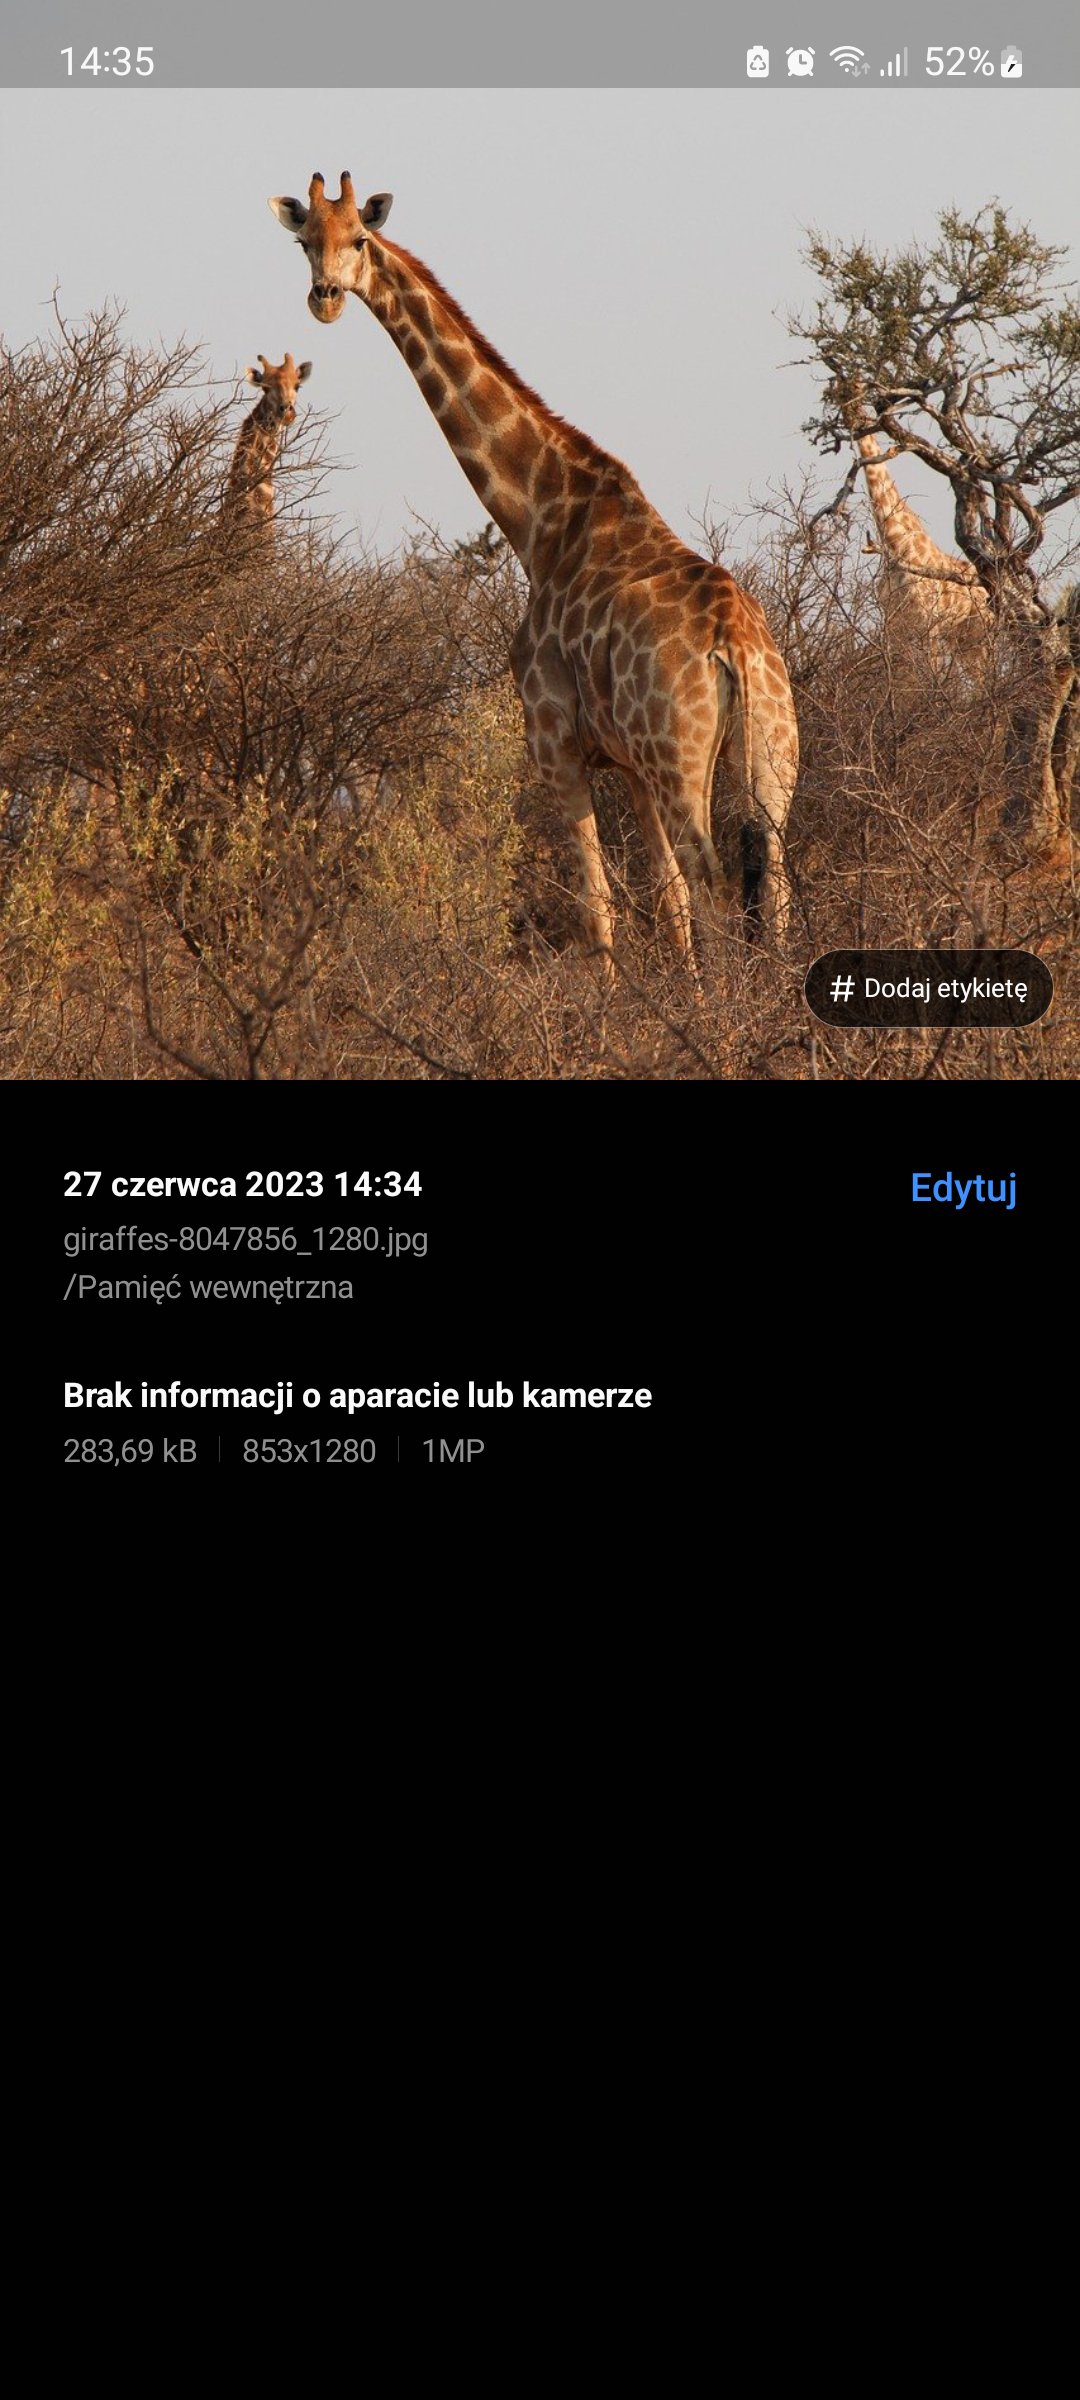 14:35
52%
# Dodaj etykietę
27 czerwca 2023 14:34
Edytuj
giraffes-8047856_1280.jpg
/Pamięć wewnętrzna
Brak informacji o aparacie lub kamerze
283,69 kB | 853x1280 | 1MP